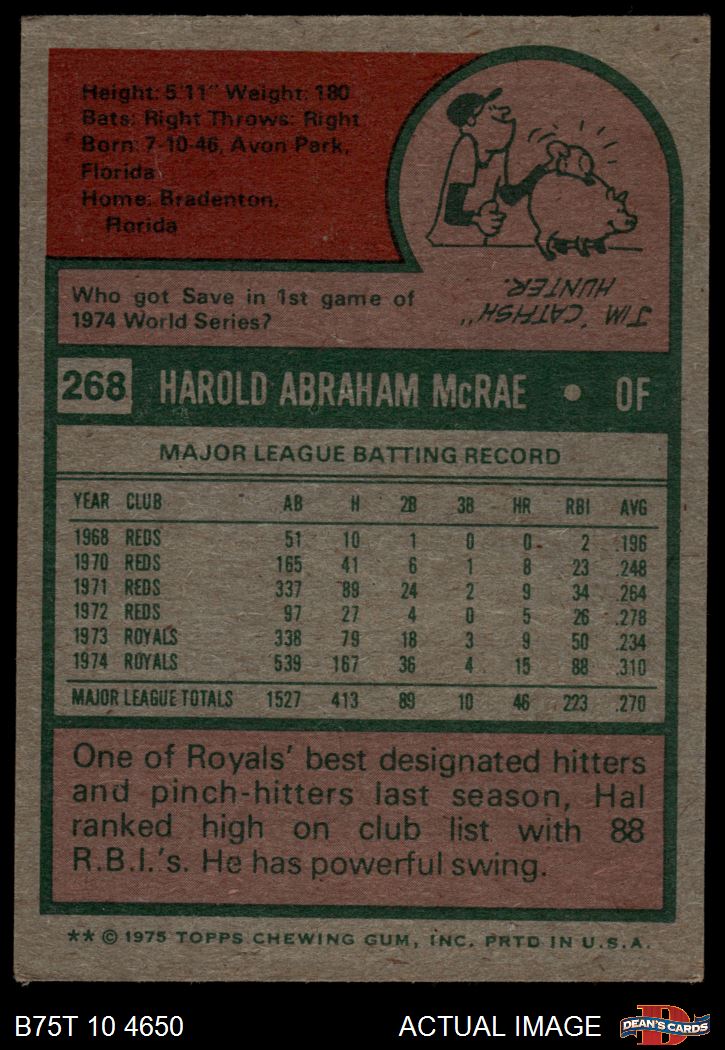 Height: 5'11" Weight: 180
Bats: Right Throws: Right
Born: 7-10-46, Avon Park,
Florida
Home: Bradenton,
Florida
Who got Save in 1st game of
1974 World Series?
JIM "CATFISH"
HUNTER.
268 HAROLD ABRAHAM McRAE • OF
MAJOR LEAGUE BATTING RECORD
YEAR CLUB AB H 2B 3B HR RBI AVG
1968 REDS 51 10 1 0 0 2 .196
1970 REDS 165 41 6 1 8 23 .248
1971 REDS 337 89 24 2 9 34 .264
1972 REDS 97 27 4 0 5 26 .278
1973 ROYALS 338 79 18 3 9 50 .234
1974 ROYALS 539 167 36 4 15 88 .310
MAJOR LEAGUE TOTALS 1527 413 89 10 46 223 .270
One of Royals' best designated hitters
and pinch-hitters last season, Hal
ranked high on club list with 88
R.B.I.'s. He has powerful swing.
** © 1975 TOPPS CHEWING GUM, INC. PRTD IN U.S.A.
B75T 10 4650 ACTUAL IMAGE DEAN'S CARDS